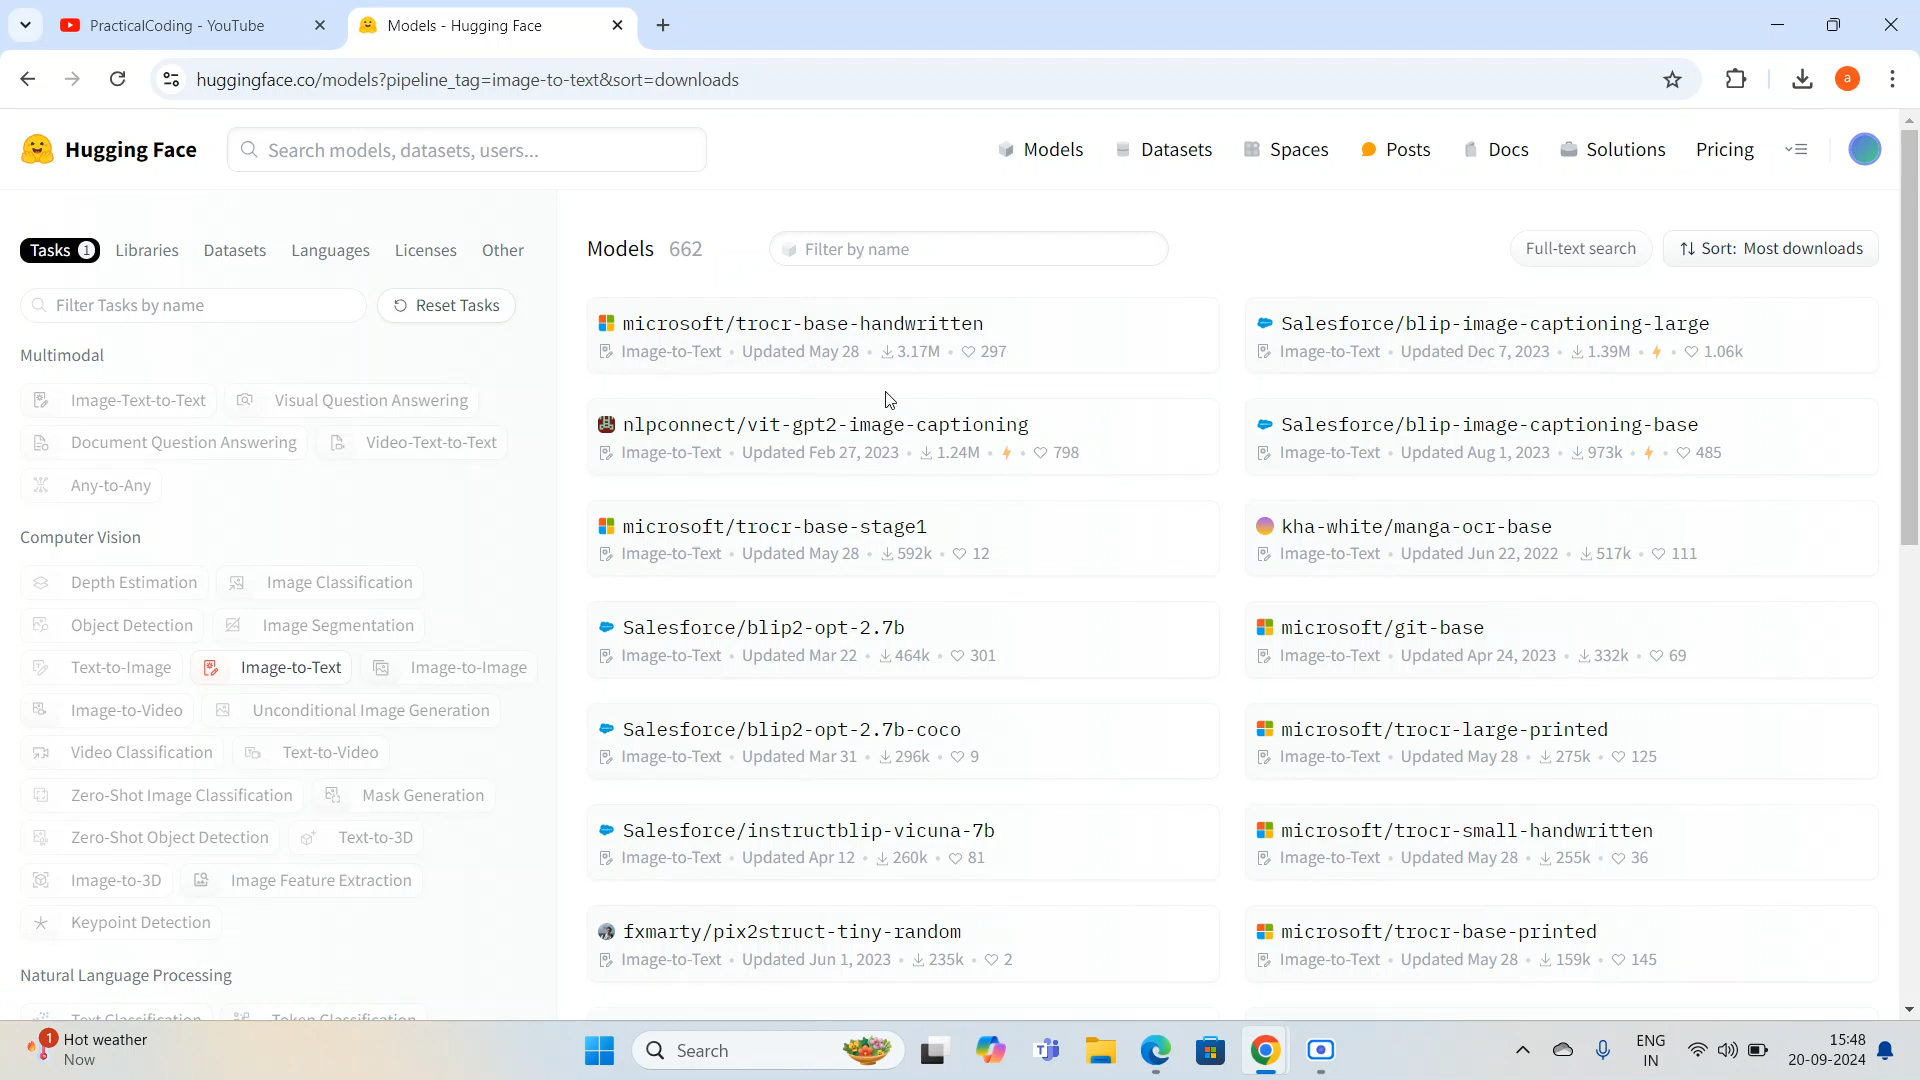 PracticalCoding - YouTube
Models - Hugging Face
huggingface.co/models?pipeline_tag=image-to-text&sort=downloads
a
Hugging Face
Search models, datasets, users...
Models
Datasets
Spaces
Posts
Docs
Solutions
Pricing
Tasks 1
Libraries
Datasets
Languages
Licenses
Other
Filter Tasks by name
Reset Tasks
Multimodal
Image-Text-to-Text
Visual Question Answering
Document Question Answering
Video-Text-to-Text
Any-to-Any
Computer Vision
Depth Estimation
Image Classification
Object Detection
Image Segmentation
Text-to-Image
Image-to-Text
Image-to-Image
Image-to-Video
Unconditional Image Generation
Video Classification
Text-to-Video
Zero-Shot Image Classification
Mask Generation
Zero-Shot Object Detection
Text-to-3D
Image-to-3D
Image Feature Extraction
Keypoint Detection
Natural Language Processing
Text Classification
Token Classification
Models 662
Filter by name
Full-text search
Sort: Most downloads
microsoft/trocr-base-handwritten
Image-to-Text • Updated May 28 • 3.17M • 297
Salesforce/blip-image-captioning-large
Image-to-Text • Updated Dec 7, 2023 • 1.39M • • 1.06k
nlpconnect/vit-gpt2-image-captioning
Image-to-Text • Updated Feb 27, 2023 • 1.24M • • 798
Salesforce/blip-image-captioning-base
Image-to-Text • Updated Aug 1, 2023 • 973k • • 485
microsoft/trocr-base-stage1
Image-to-Text • Updated May 28 • 592k • 12
kha-white/manga-ocr-base
Image-to-Text • Updated Jun 22, 2022 • 517k • 111
Salesforce/blip2-opt-2.7b
Image-to-Text • Updated Mar 22 • 464k • 301
microsoft/git-base
Image-to-Text • Updated Apr 24, 2023 • 332k • 69
Salesforce/blip2-opt-2.7b-coco
Image-to-Text • Updated Mar 31 • 296k • 9
microsoft/trocr-large-printed
Image-to-Text • Updated May 28 • 275k • 125
Salesforce/instructblip-vicuna-7b
Image-to-Text • Updated Apr 12 • 260k • 81
microsoft/trocr-small-handwritten
Image-to-Text • Updated May 28 • 255k • 36
fxmarty/pix2struct-tiny-random
Image-to-Text • Updated Jun 1, 2023 • 235k • 2
microsoft/trocr-base-printed
Image-to-Text • Updated May 28 • 159k • 145
1
Hot weather
Now
Search
ENG
IN
15:48
20-09-2024